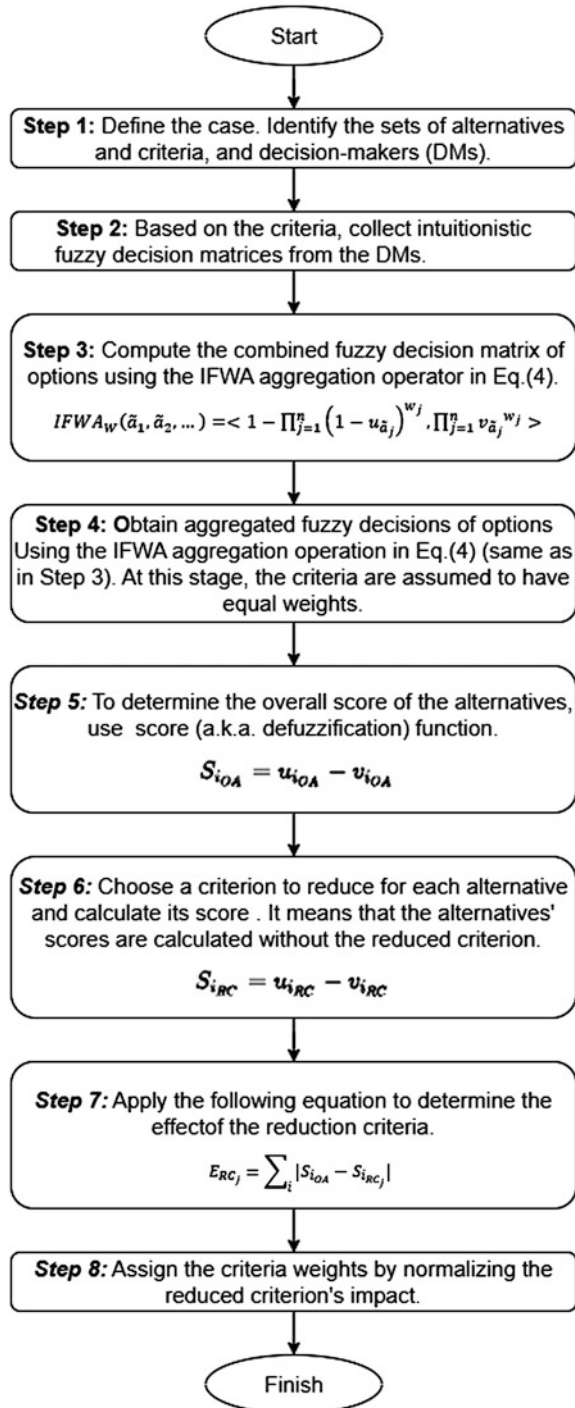 Start
Step 1: Define the case. Identify the sets of alternatives
and criteria, and decision-makers (DMs).
Step 2: Based on the criteria, collect intuitionistic
fuzzy decision matrices from the DMs.
Step 3: Compute the combined fuzzy decision matrix of
options using the IFWA aggregation operator in Eq.(4).
IFWA_W(ã_1, ã_2, …) =< 1 − ∏_{j=1}^{n}(1 − u_{ã_j})^{w_j}, ∏_{j=1}^{n} v_{ã_j}^{w_j} >
Step 4: Obtain aggregated fuzzy decisions of options
Using the IFWA aggregation operation in Eq.(4) (same as
in Step 3). At this stage, the criteria are assumed to have
equal weights.
Step 5: To determine the overall score of the alternatives,
use score (a.k.a. defuzzification) function.
S_{i_{OA}} = u_{i_{OA}} − v_{i_{OA}}
Step 6: Choose a criterion to reduce for each alternative
and calculate its score . It means that the alternatives'
scores are calculated without the reduced criterion.
S_{i_{RC}} = u_{i_{RC}} − v_{i_{RC}}
Step 7: Apply the following equation to determine the
effectof the reduction criteria.
E_{RC_j} = ∑_i |S_{i_{OA}} − S_{i_{RC_j}}|
Step 8: Assign the criteria weights by normalizing the
reduced criterion's impact.
Finish